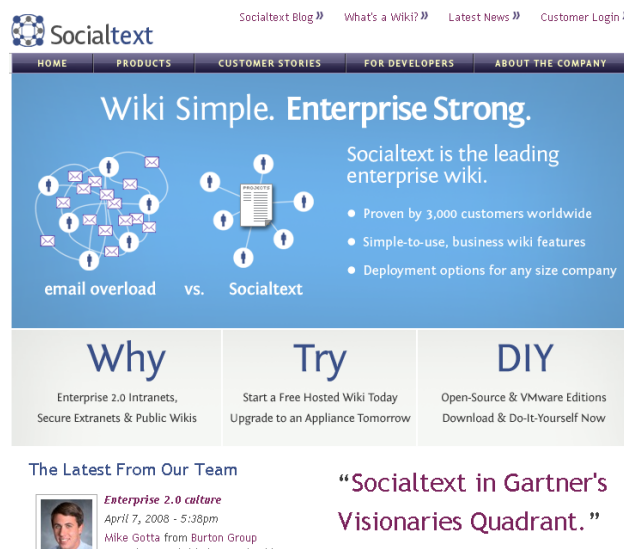 Socialtext Blog »
What's a Wiki? »
Latest News »
Customer Login
Socialtext
HOME
PRODUCTS
CUSTOMER STORIES
FOR DEVELOPERS
ABOUT THE COMPANY
Wiki Simple. Enterprise Strong.
Socialtext is the leading
enterprise wiki.
PROJECTS
• Proven by 3,000 customers worldwide
• Simple-to-use, business wiki features
• Deployment options for any size company
email overload vs. Socialtext
Why
Enterprise 2.0 Intranets,
Secure Extranets & Public Wikis
Try
Start a Free Hosted Wiki Today
Upgrade to an Appliance Tomorrow
DIY
Open-Source & VMware Editions
Download & Do-It-Yourself Now
The Latest From Our Team
Enterprise 2.0 culture
April 7, 2008 - 5:38pm
Mike Gotta from Burton Group
“Socialtext in Gartner's
Visionaries Quadrant.”